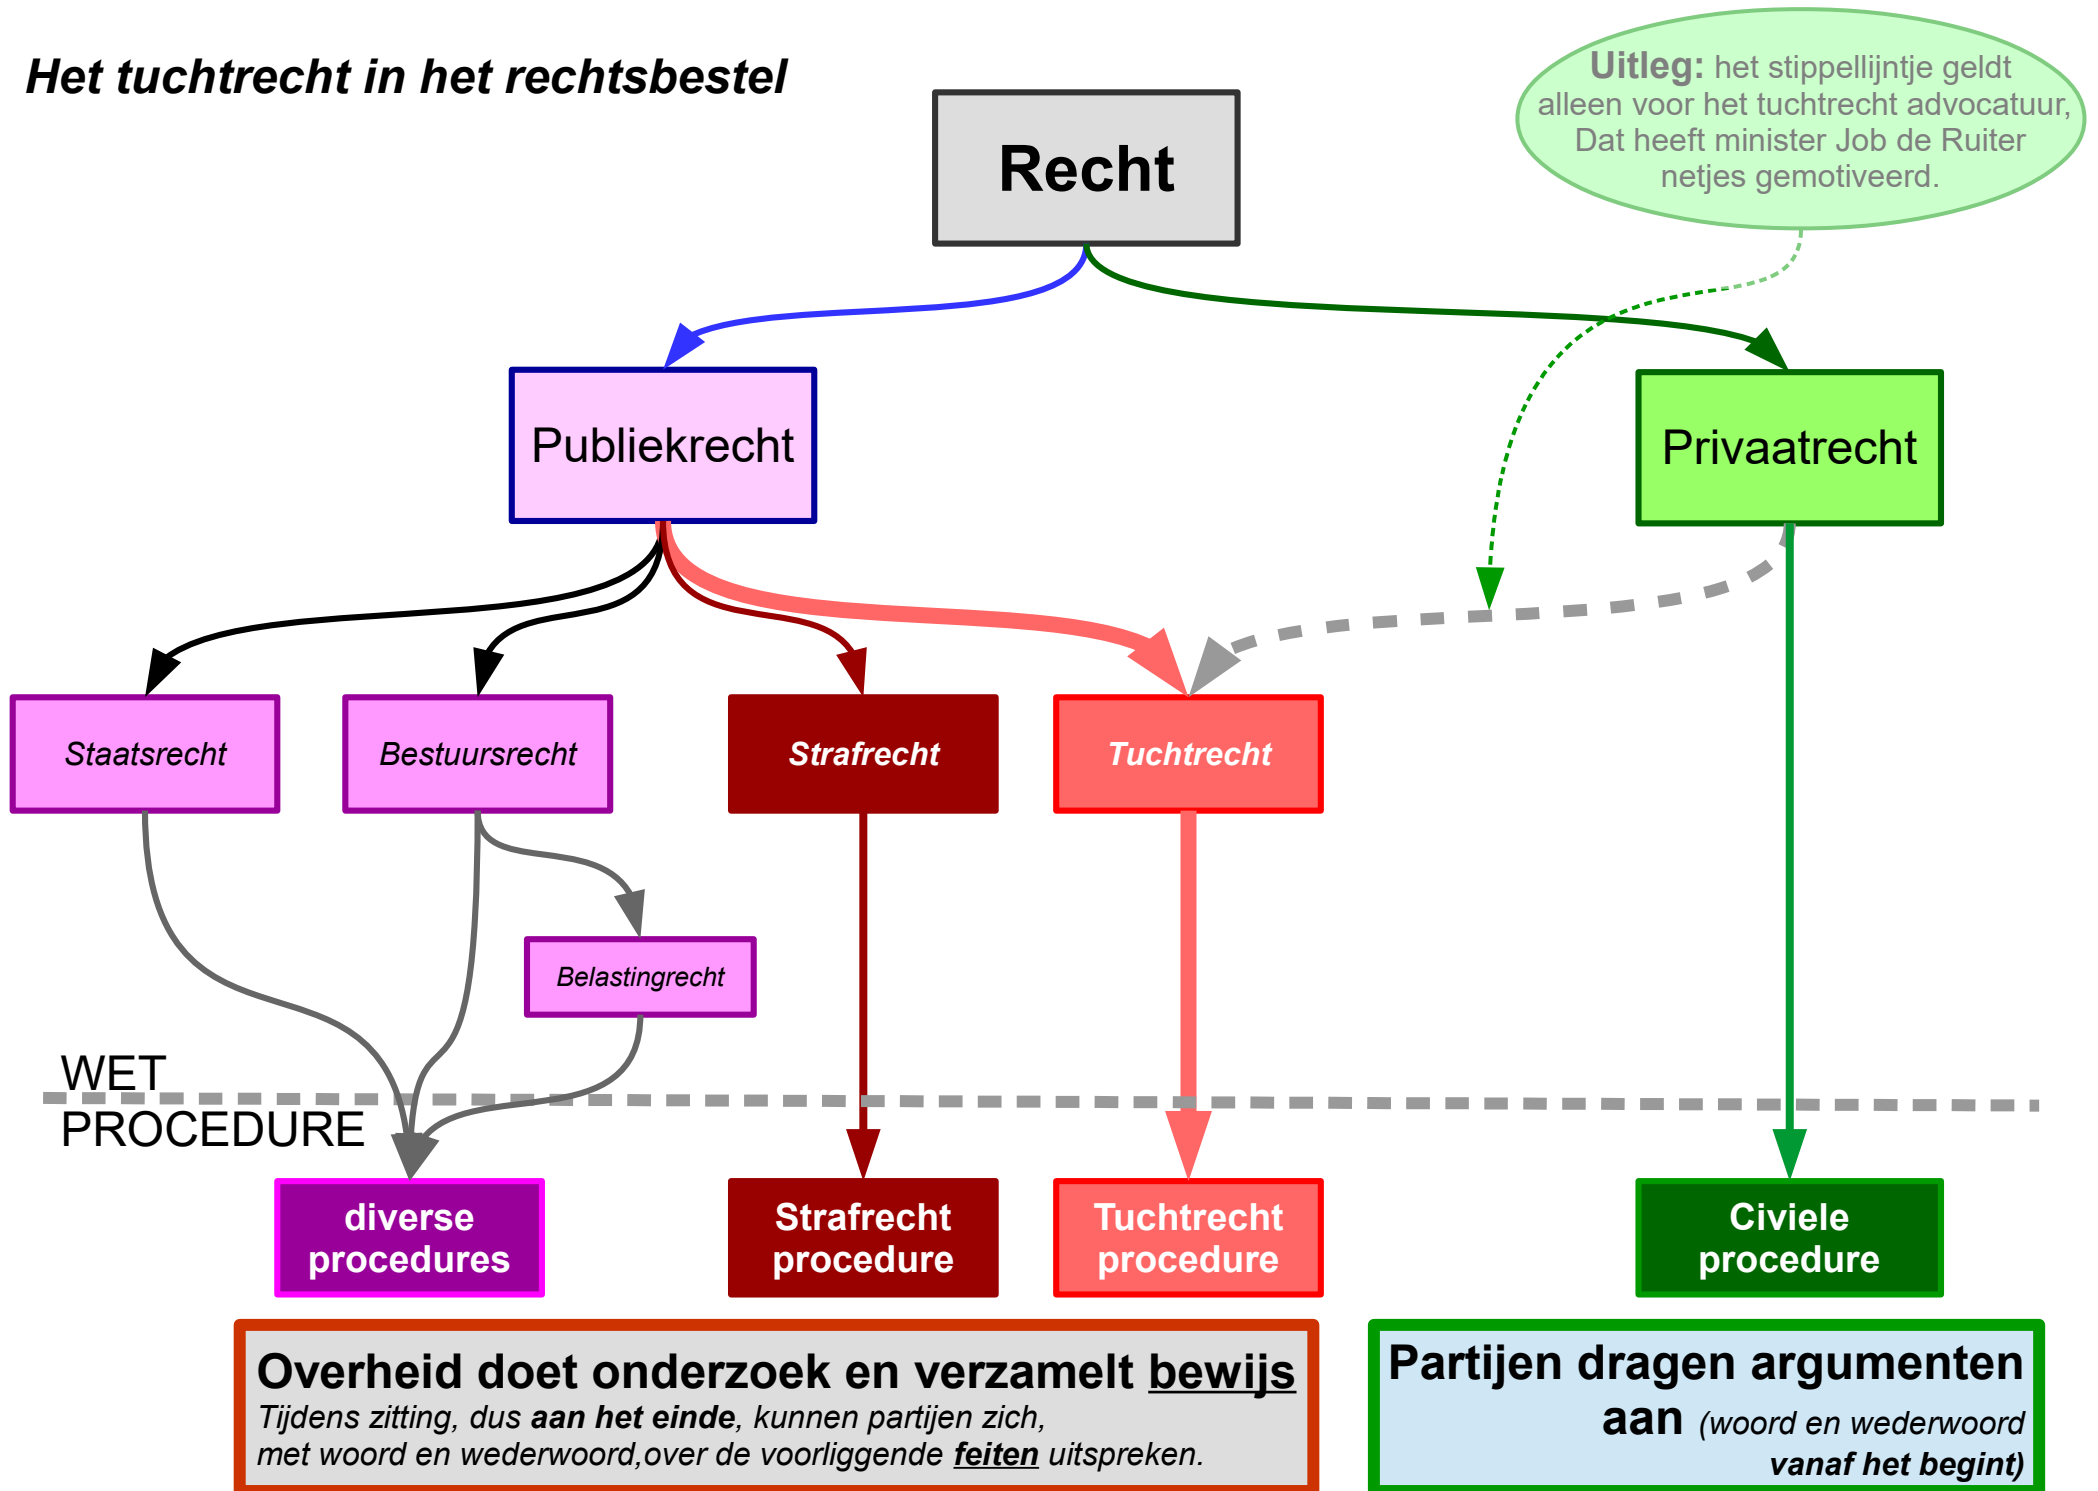 Het tuchtrecht in het rechtsbestel
Uitleg: het stippellijntje geldt
alleen voor het tuchtrecht advocatuur,
Dat heeft minister Job de Ruiter
netjes gemotiveerd.
Recht
Publiekrecht
Privaatrecht
Staatsrecht
Bestuursrecht
Strafrecht
Tuchtrecht
Belastingrecht
WET
PROCEDURE
diverse
procedures
Strafrecht
procedure
Tuchtrecht
procedure
Civiele
procedure
Overheid doet onderzoek en verzamelt bewijs
Tijdens zitting, dus aan het einde, kunnen partijen zich,
met woord en wederwoord,over de voorliggende feiten uitspreken.
Partijen dragen argumenten
aan (woord en wederwoord
vanaf het begint)